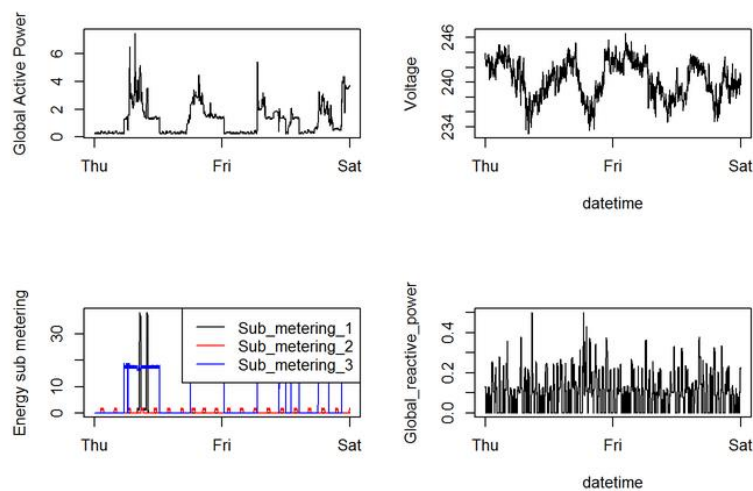 Global Active Power
6
4
2
0
Thu Fri Sat
Voltage
246
240
234
Thu Fri Sat
datetime
Energy sub metering
30
10
0
Sub_metering_1
Sub_metering_2
Sub_metering_3
Thu Fri Sat
Global_reactive_power
0.4
0.2
0.0
Thu Fri Sat
datetime